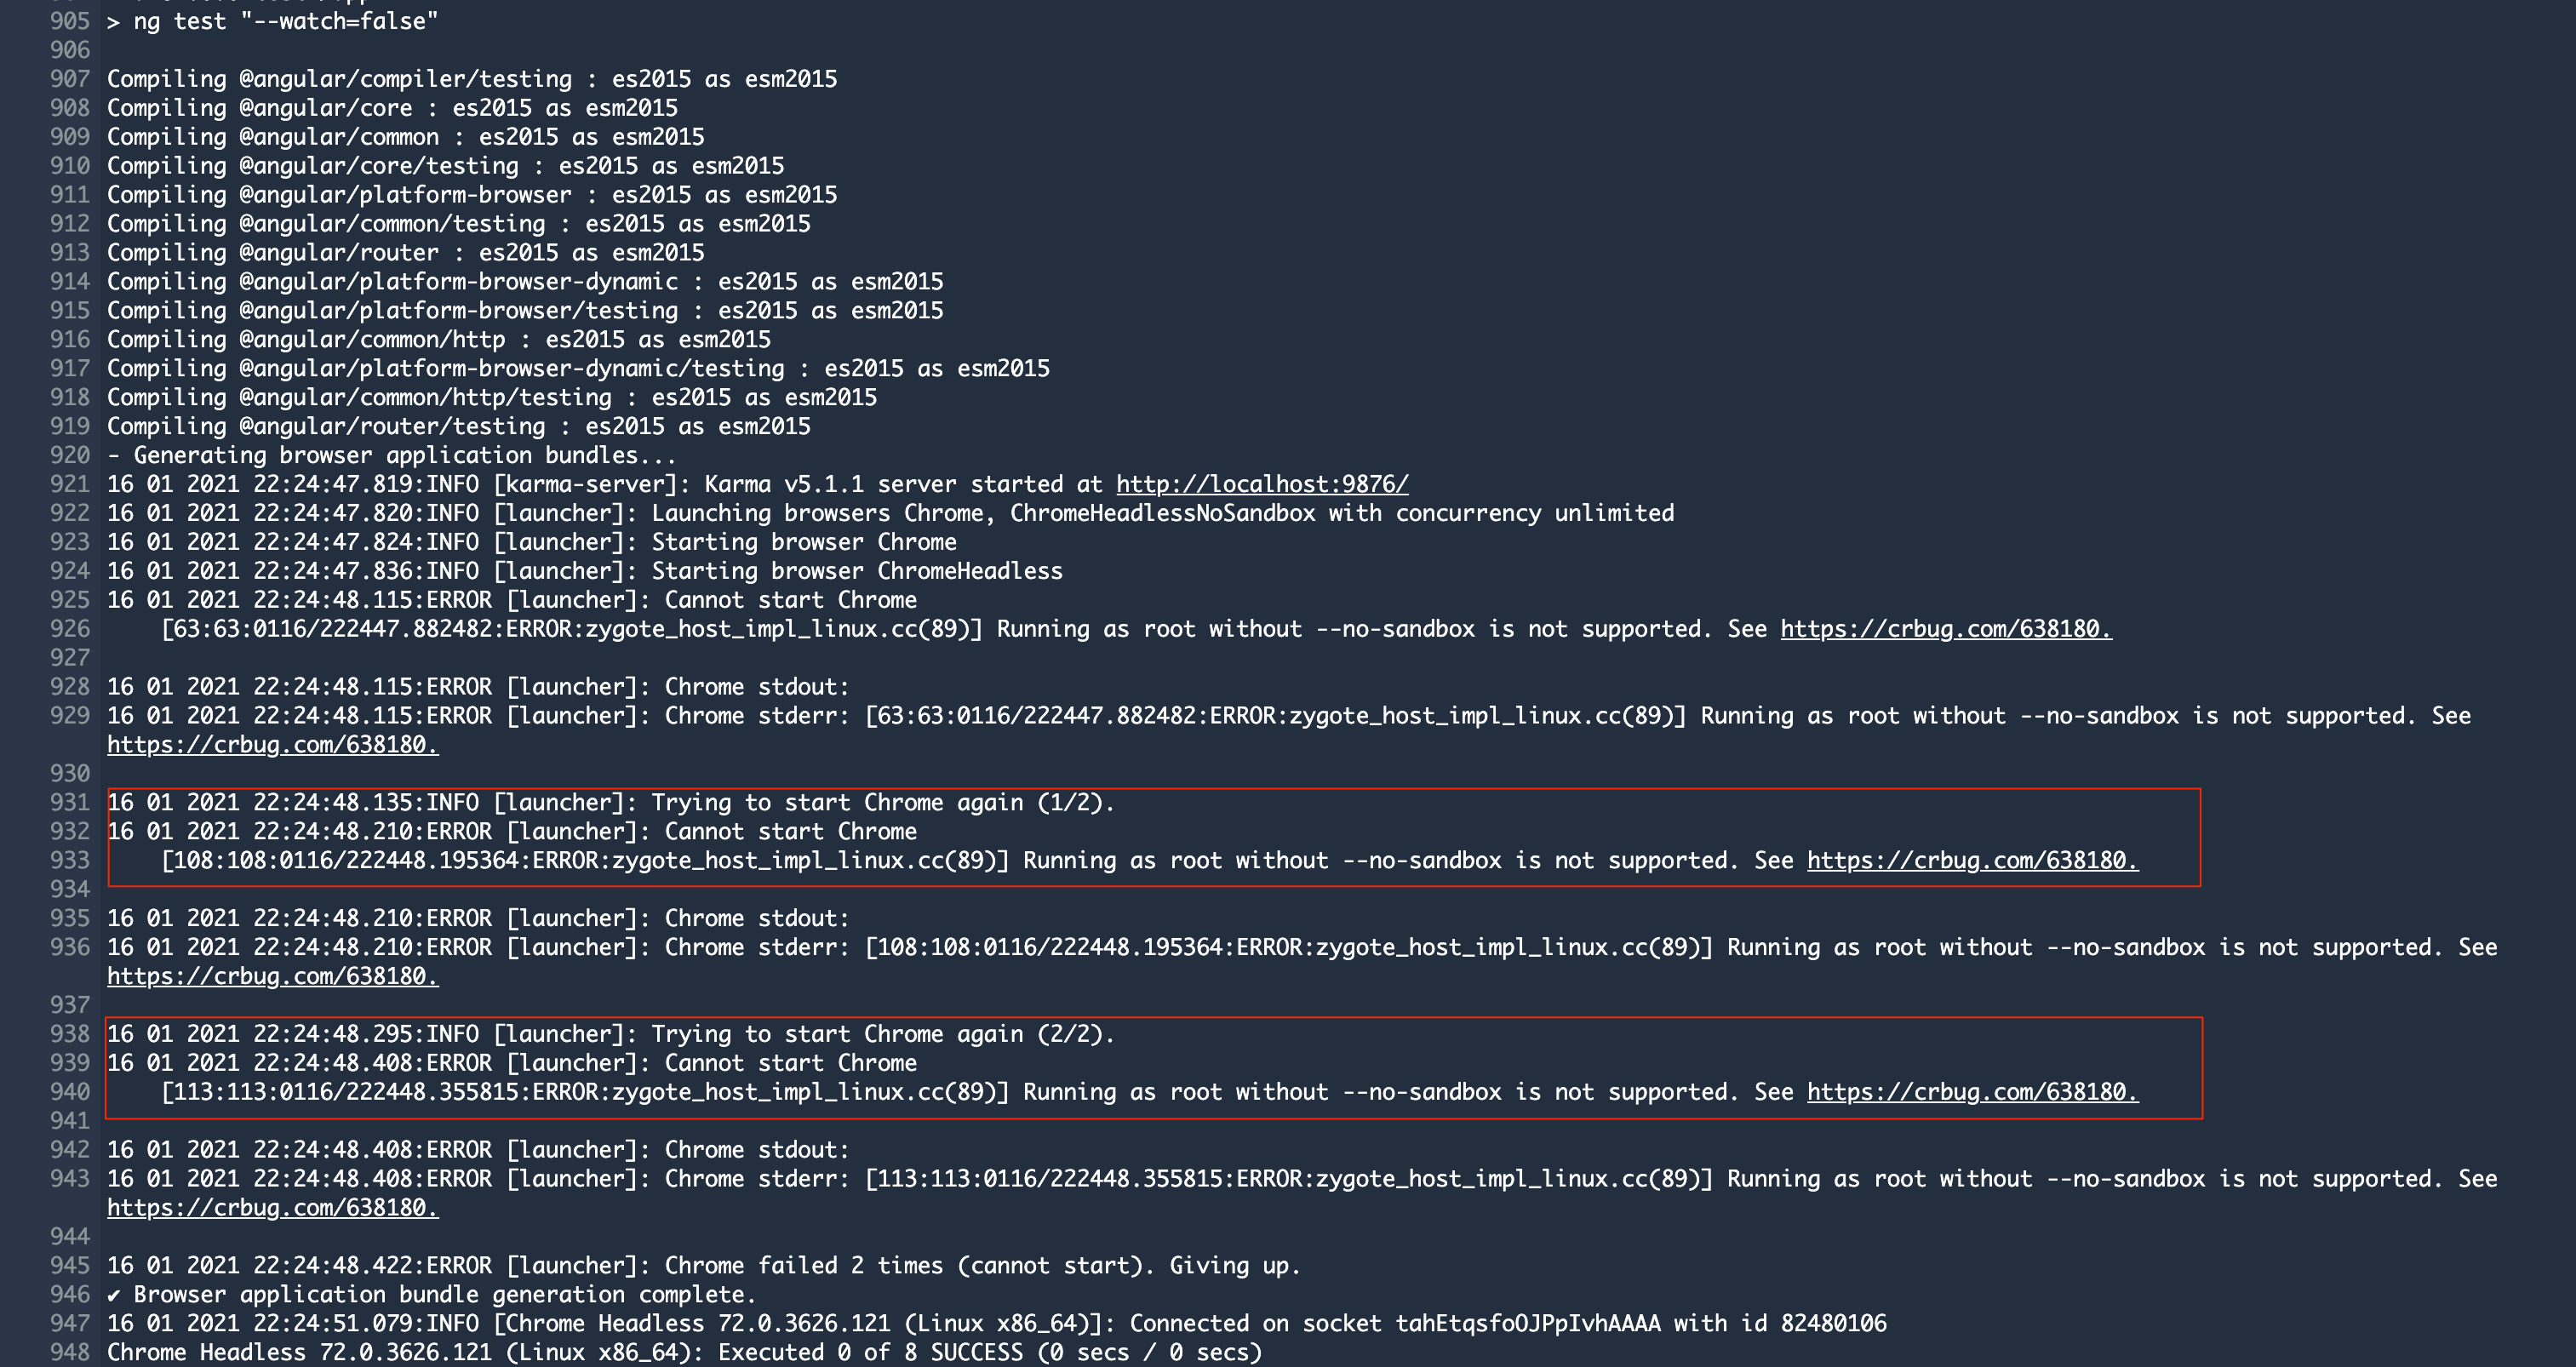 905 > ng test "--watch=false"
906
907 Compiling @angular/compiler/testing : es2015 as esm2015
908 Compiling @angular/core : es2015 as esm2015
909 Compiling @angular/common : es2015 as esm2015
910 Compiling @angular/core/testing : es2015 as esm2015
911 Compiling @angular/platform-browser : es2015 as esm2015
912 Compiling @angular/common/testing : es2015 as esm2015
913 Compiling @angular/router : es2015 as esm2015
914 Compiling @angular/platform-browser-dynamic : es2015 as esm2015
915 Compiling @angular/platform-browser/testing : es2015 as esm2015
916 Compiling @angular/common/http : es2015 as esm2015
917 Compiling @angular/platform-browser-dynamic/testing : es2015 as esm2015
918 Compiling @angular/common/http/testing : es2015 as esm2015
919 Compiling @angular/router/testing : es2015 as esm2015
920 - Generating browser application bundles...
921 16 01 2021 22:24:47.819:INFO [karma-server]: Karma v5.1.1 server started at http://localhost:9876/
922 16 01 2021 22:24:47.820:INFO [launcher]: Launching browsers Chrome, ChromeHeadlessNoSandbox with concurrency unlimited
923 16 01 2021 22:24:47.824:INFO [launcher]: Starting browser Chrome
924 16 01 2021 22:24:47.836:INFO [launcher]: Starting browser ChromeHeadless
925 16 01 2021 22:24:48.115:ERROR [launcher]: Cannot start Chrome
926 [63:63:0116/222447.882482:ERROR:zygote_host_impl_linux.cc(89)] Running as root without --no-sandbox is not supported. See https://crbug.com/638180.
927
928 16 01 2021 22:24:48.115:ERROR [launcher]: Chrome stdout:
929 16 01 2021 22:24:48.115:ERROR [launcher]: Chrome stderr: [63:63:0116/222447.882482:ERROR:zygote_host_impl_linux.cc(89)] Running as root without --no-sandbox is not supported. See
https://crbug.com/638180.
930
931 16 01 2021 22:24:48.135:INFO [launcher]: Trying to start Chrome again (1/2).
932 16 01 2021 22:24:48.210:ERROR [launcher]: Cannot start Chrome
933 [108:108:0116/222448.195364:ERROR:zygote_host_impl_linux.cc(89)] Running as root without --no-sandbox is not supported. See https://crbug.com/638180.
934
935 16 01 2021 22:24:48.210:ERROR [launcher]: Chrome stdout:
936 16 01 2021 22:24:48.210:ERROR [launcher]: Chrome stderr: [108:108:0116/222448.195364:ERROR:zygote_host_impl_linux.cc(89)] Running as root without --no-sandbox is not supported. See
https://crbug.com/638180.
937
938 16 01 2021 22:24:48.295:INFO [launcher]: Trying to start Chrome again (2/2).
939 16 01 2021 22:24:48.408:ERROR [launcher]: Cannot start Chrome
940 [113:113:0116/222448.355815:ERROR:zygote_host_impl_linux.cc(89)] Running as root without --no-sandbox is not supported. See https://crbug.com/638180.
941
942 16 01 2021 22:24:48.408:ERROR [launcher]: Chrome stdout:
943 16 01 2021 22:24:48.408:ERROR [launcher]: Chrome stderr: [113:113:0116/222448.355815:ERROR:zygote_host_impl_linux.cc(89)] Running as root without --no-sandbox is not supported. See
https://crbug.com/638180.
944
945 16 01 2021 22:24:48.422:ERROR [launcher]: Chrome failed 2 times (cannot start). Giving up.
946 ✔ Browser application bundle generation complete.
947 16 01 2021 22:24:51.079:INFO [Chrome Headless 72.0.3626.121 (Linux x86_64)]: Connected on socket tahEtqsfoOJPpIvhAAAA with id 82480106
948 Chrome Headless 72.0.3626.121 (Linux x86_64): Executed 0 of 8 SUCCESS (0 secs / 0 secs)